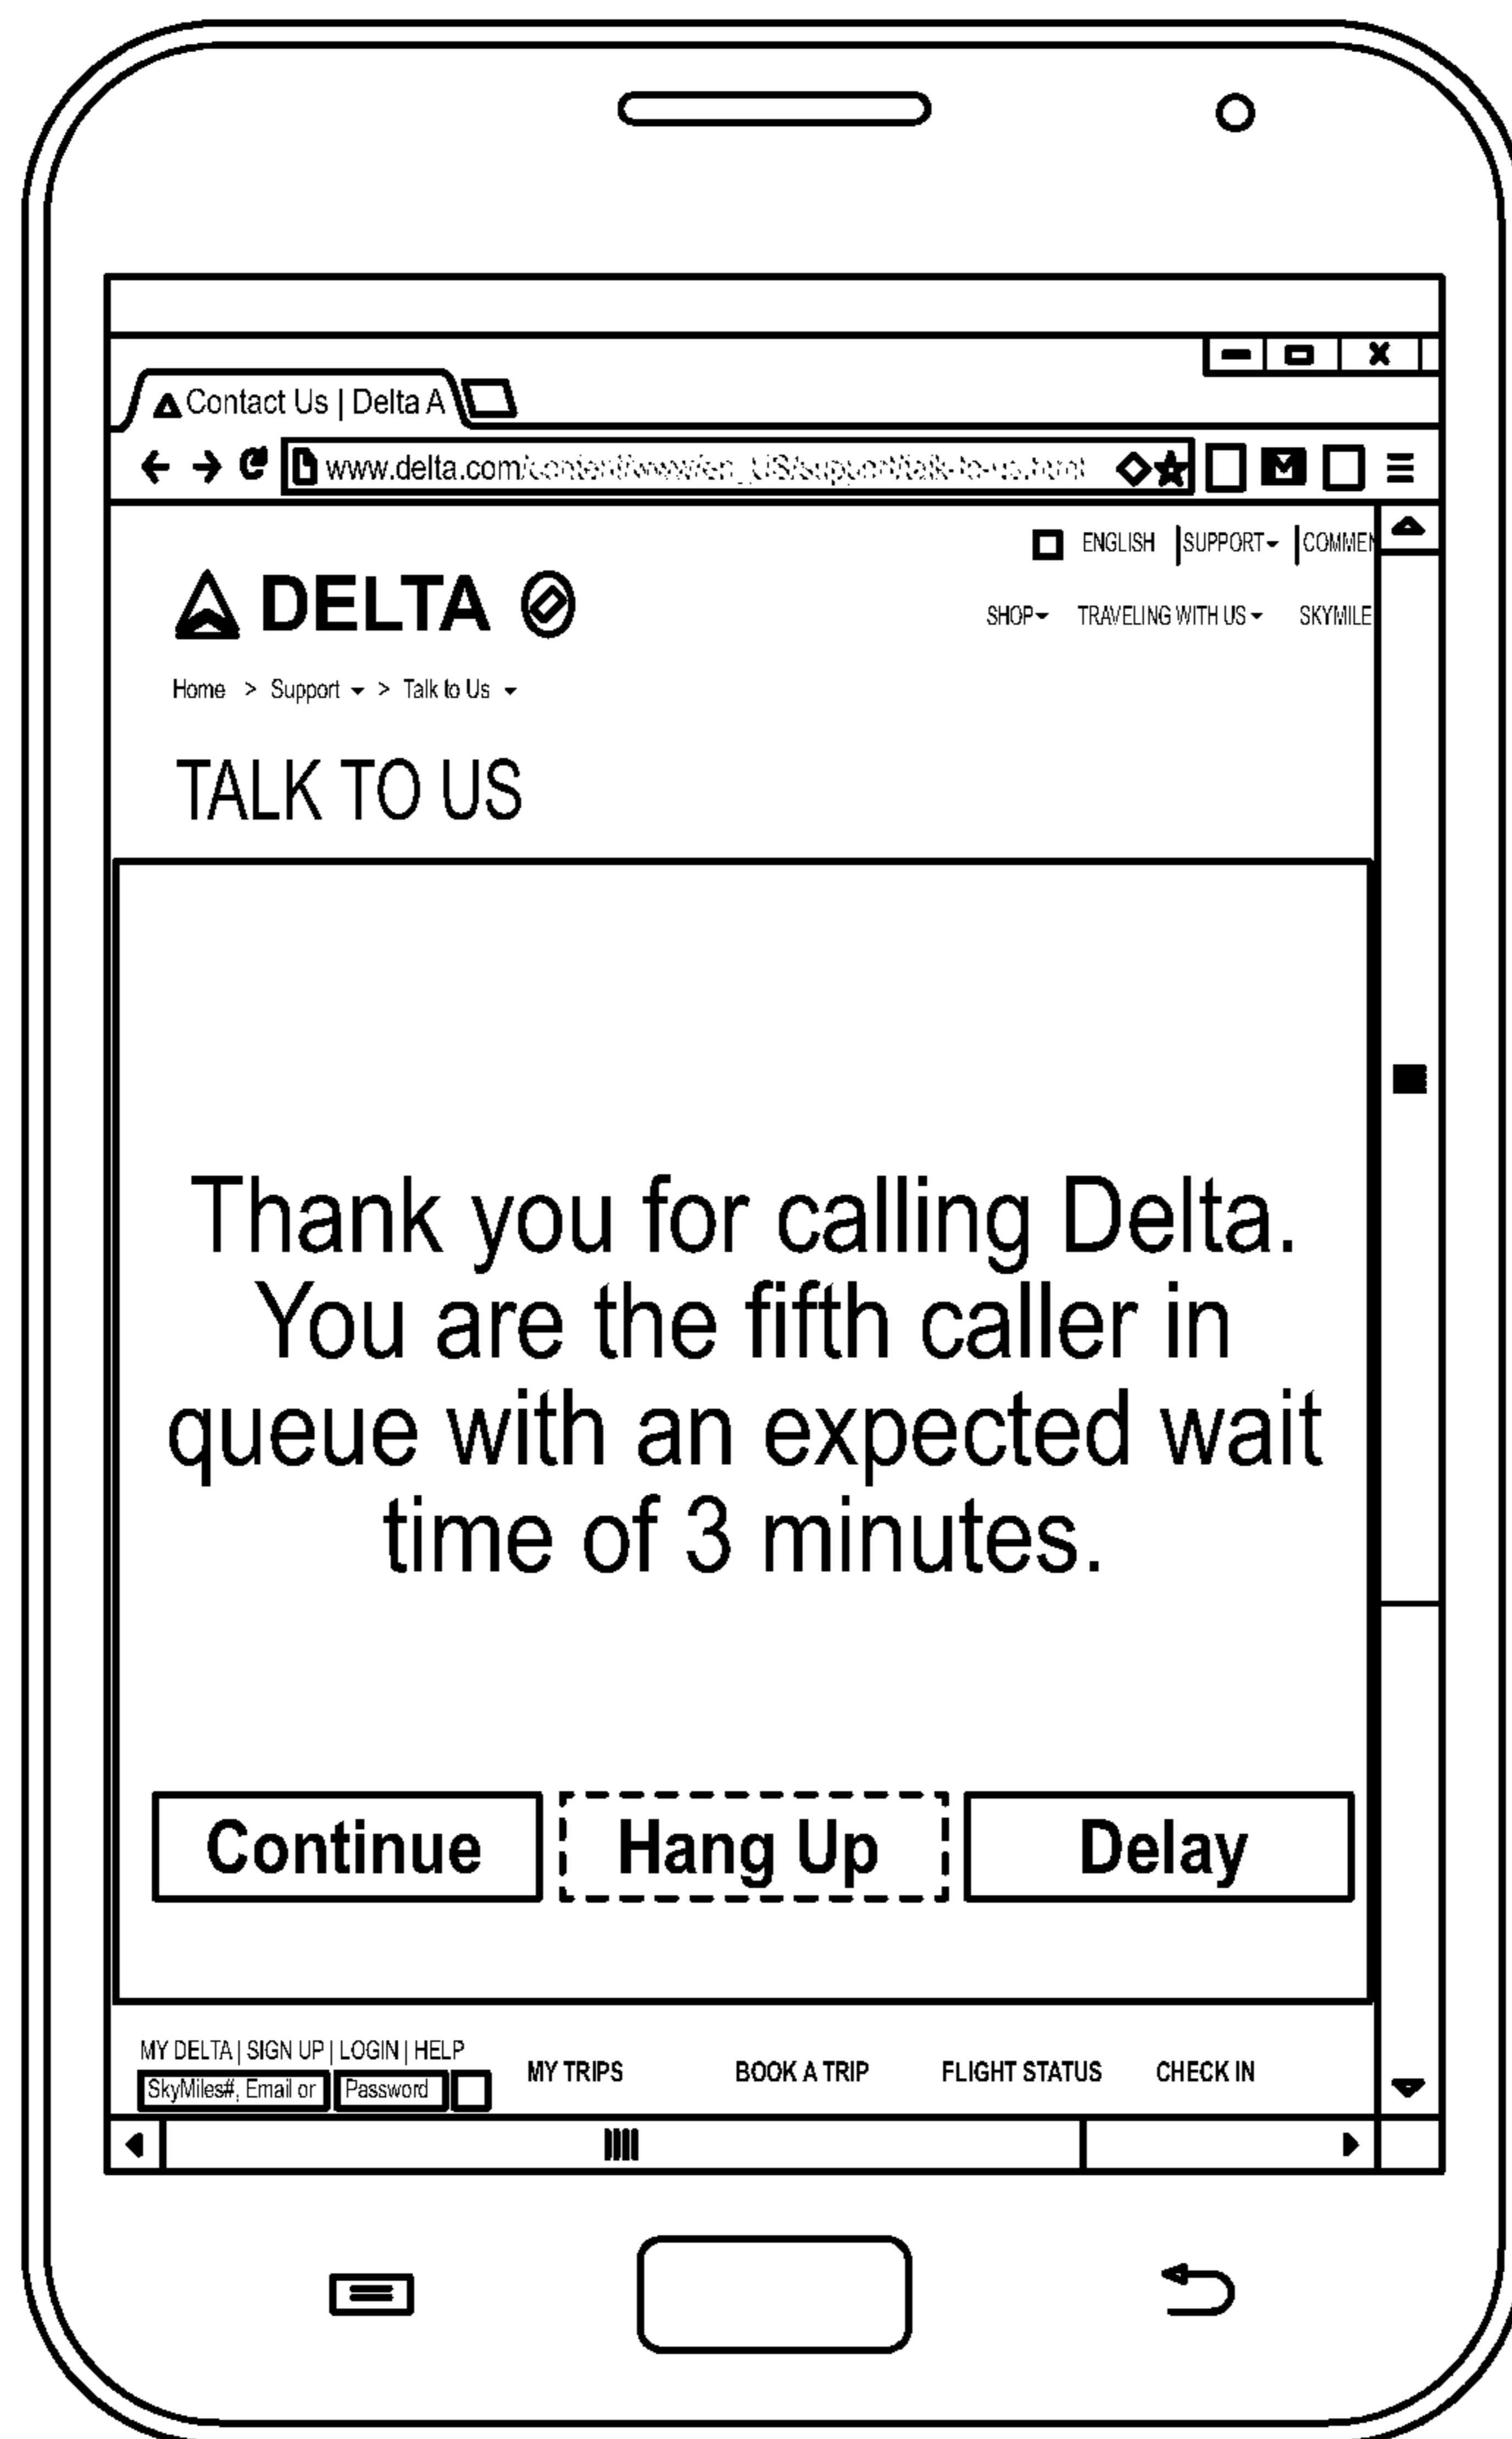 Contact Us | Delta A
www.delta.com
ENGLISH | SUPPORT | COMMEN
DELTA
SHOP TRAVELING WITH US SKYMILE
Home > Support > Talk to Us
TALK TO US
Thank you for calling Delta.
You are the fifth caller in
queue with an expected wait
time of 3 minutes.
Continue Hang Up Delay
MY DELTA | SIGN UP | LOGIN | HELP
SkyMiles#, Email or Password
MY TRIPS BOOK A TRIP FLIGHT STATUS CHECK IN